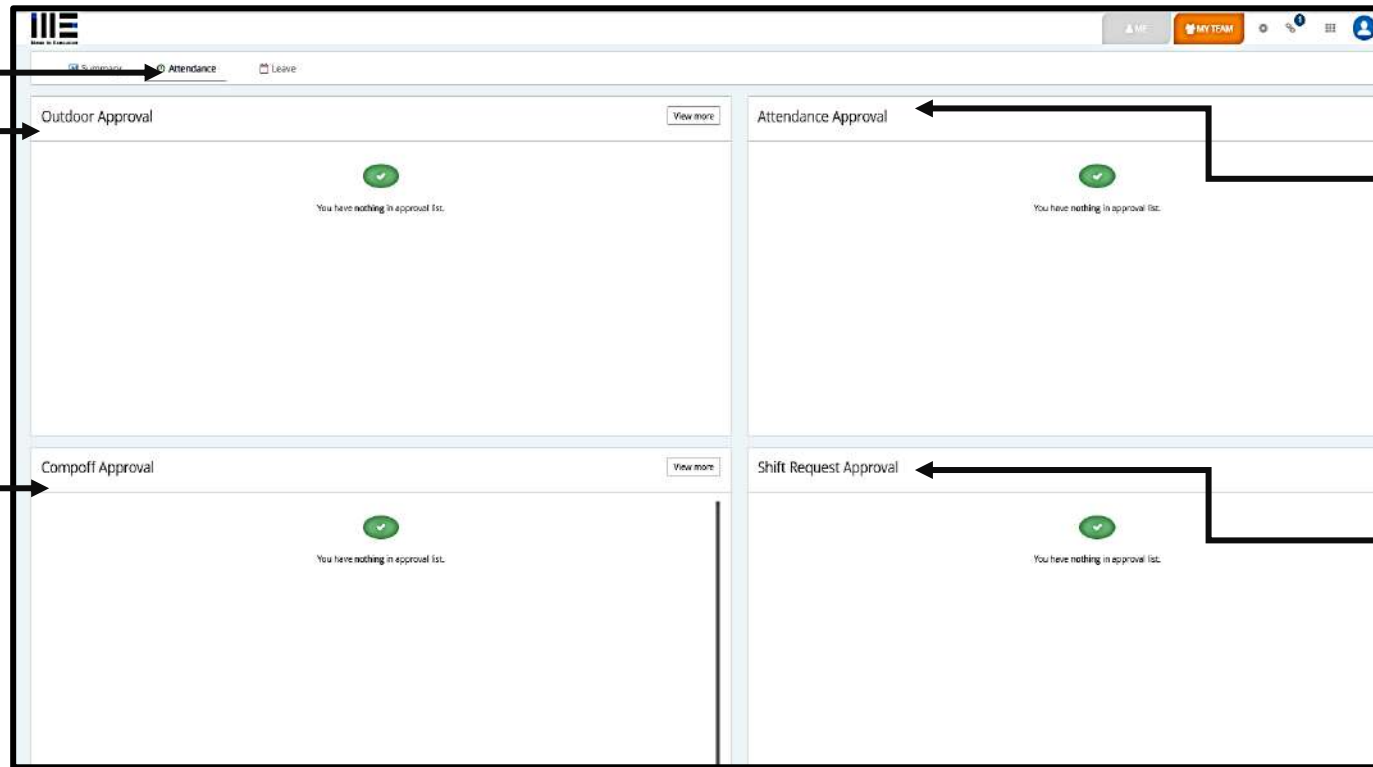 ME
MY TEAM
1
Summary
Attendance
Leave
Outdoor Approval
View more
Attendance Approval
You have nothing in approval list.
You have nothing in approval list.
Compoff Approval
View more
Shift Request Approval
You have nothing in approval list.
You have nothing in approval list.